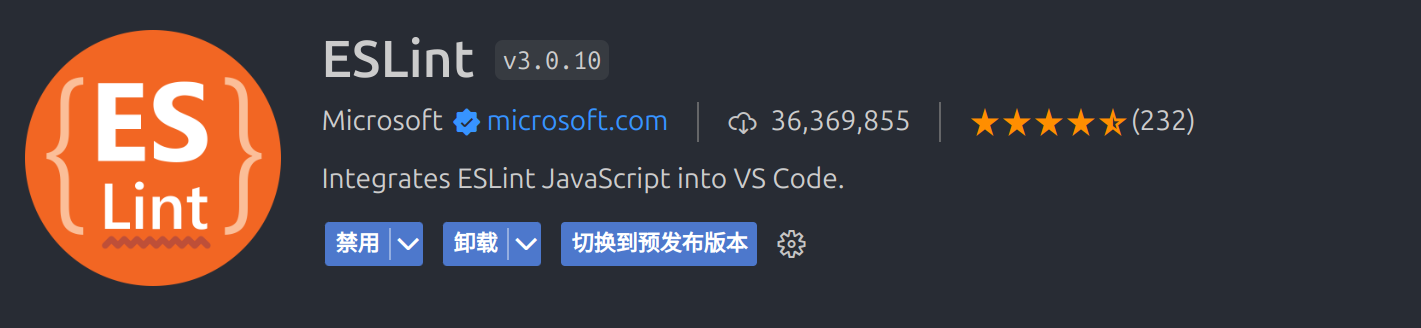 { ES
Lint }
ESLint v3.0.10
Microsoft microsoft.com 36,369,855 (232)
Integrates ESLint JavaScript into VS Code.
禁用 卸载 切换到预发布版本